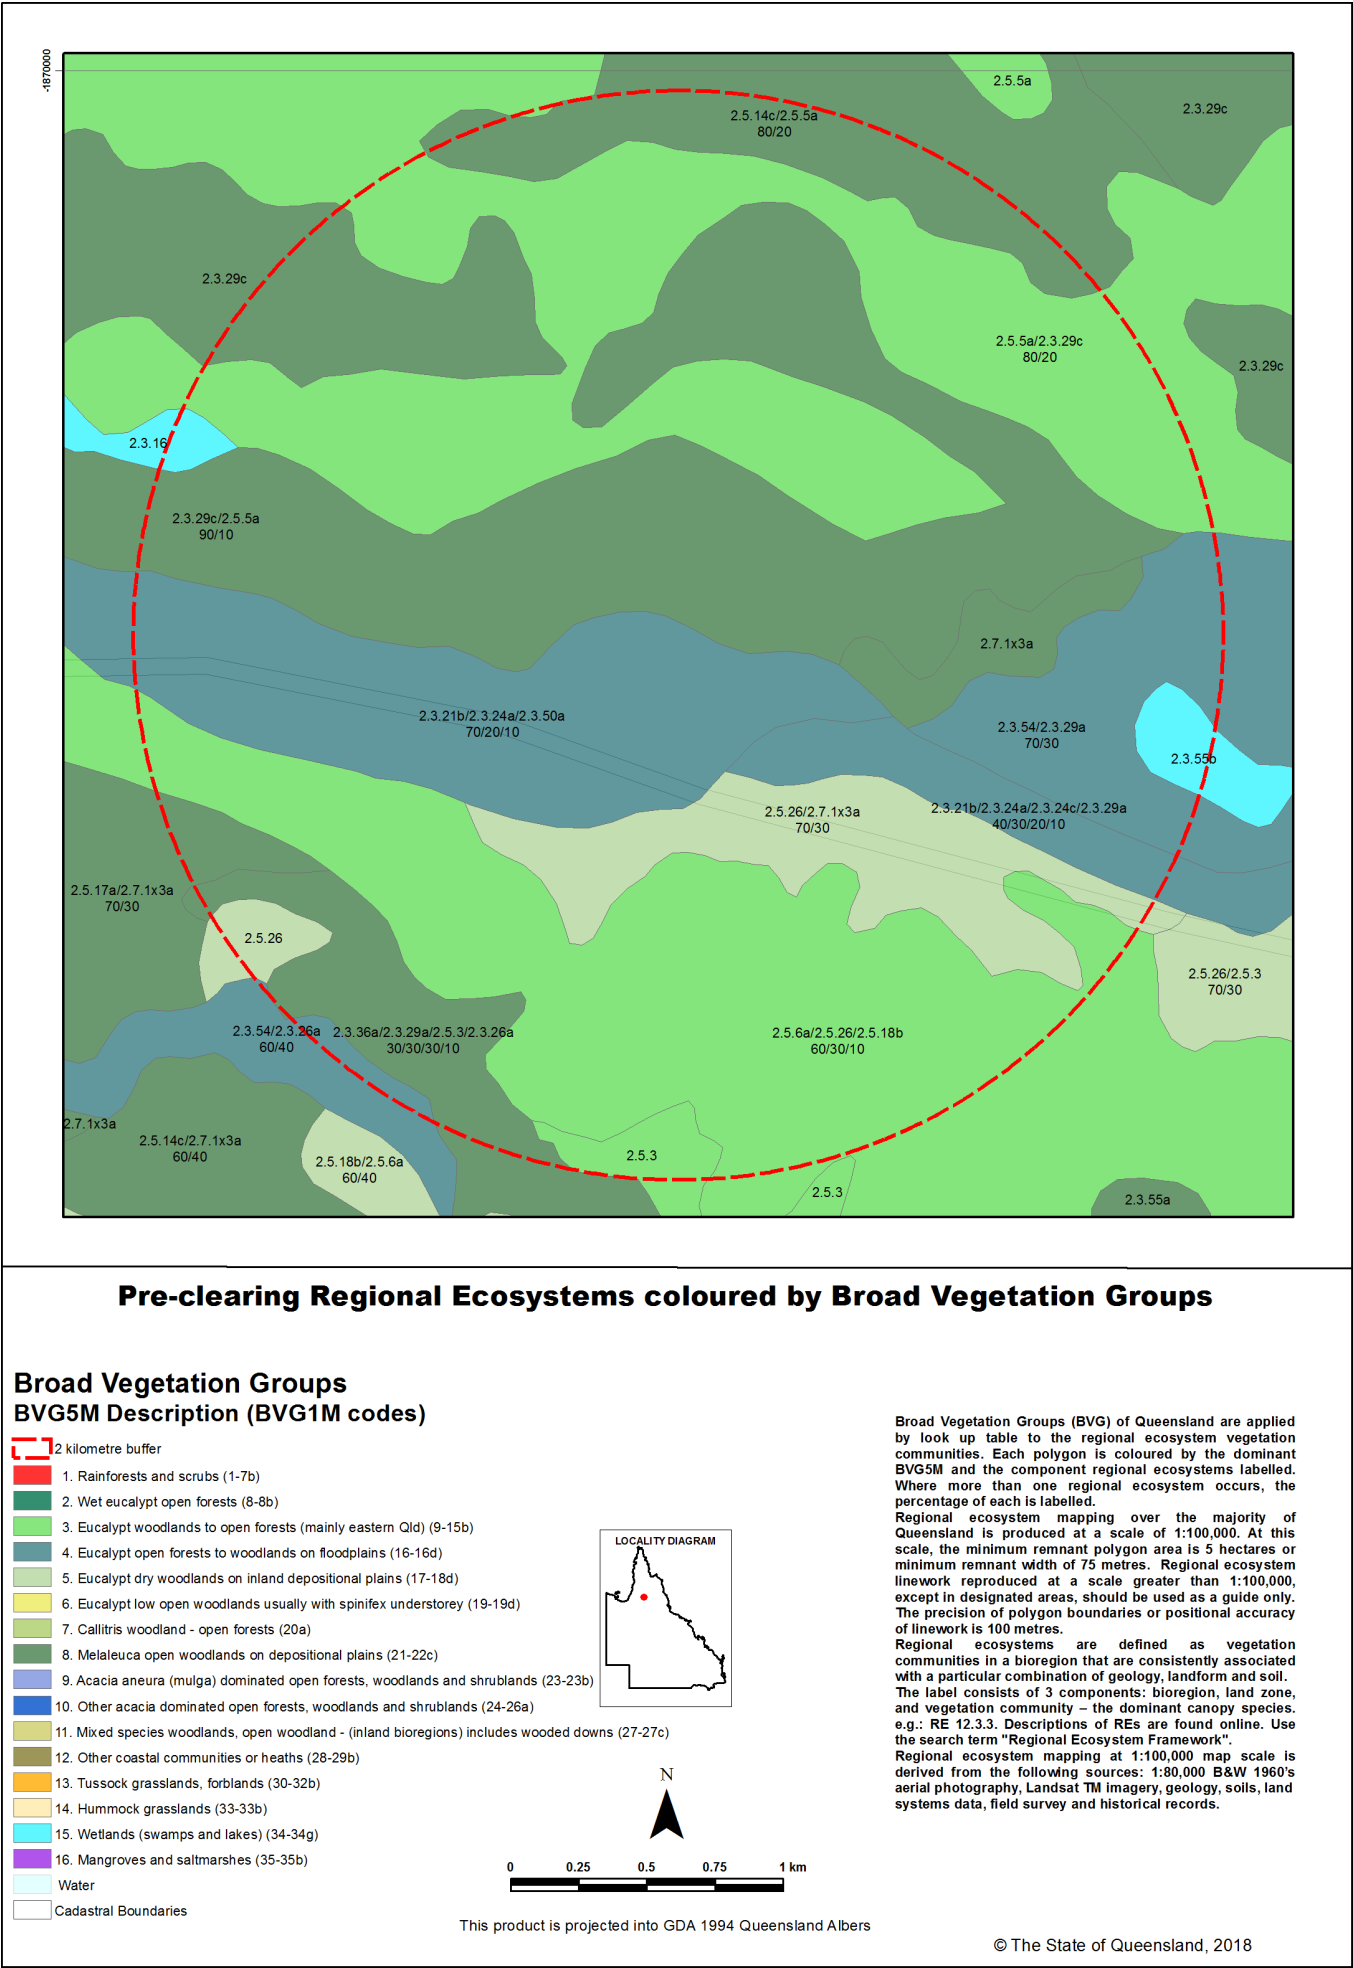 -1870000
2.5.5a
2.3.29c
2.5.14c/2.5.5a
80/20
2.3.29c
2.5.5a/2.3.29c
80/20
2.3.29c
2.3.16
2.3.29c/2.5.5a
90/10
2.7.1x3a
2.3.21b/2.3.24a/2.3.50a
70/20/10
2.3.54/2.3.29a
70/30
2.3.55b
2.5.26/2.7.1x3a
70/30
2.3.21b/2.3.24a/2.3.24c/2.3.29a
40/30/20/10
2.5.17a/2.7.1x3a
70/30
2.5.26
2.5.26/2.5.3
70/30
2.3.54/2.3.26a
60/40
2.3.36a/2.3.29a/2.5.3/2.3.26a
30/30/30/10
2.5.6a/2.5.26/2.5.18b
60/30/10
2.7.1x3a
2.5.14c/2.7.1x3a
60/40
2.5.18b/2.5.6a
60/40
2.5.3
2.5.3
2.3.55a
Pre-clearing Regional Ecosystems coloured by Broad Vegetation Groups
Broad Vegetation Groups
BVG5M Description (BVG1M codes)
2 kilometre buffer
1. Rainforests and scrubs (1-7b)
2. Wet eucalypt open forests (8-8b)
3. Eucalypt woodlands to open forests (mainly eastern Qld) (9-15b)
4. Eucalypt open forests to woodlands on floodplains (16-16d)
5. Eucalypt dry woodlands on inland depositional plains (17-18d)
6. Eucalypt low open woodlands usually with spinifex understorey (19-19d)
7. Callitris woodland - open forests (20a)
8. Melaleuca open woodlands on depositional plains (21-22c)
9. Acacia aneura (mulga) dominated open forests, woodlands and shrublands (23-23b)
10. Other acacia dominated open forests, woodlands and shrublands (24-26a)
11. Mixed species woodlands, open woodland - (inland bioregions) includes wooded downs (27-27c)
12. Other coastal communities or heaths (28-29b)
13. Tussock grasslands, forblands (30-32b)
14. Hummock grasslands (33-33b)
15. Wetlands (swamps and lakes) (34-34g)
16. Mangroves and saltmarshes (35-35b)
Water
Cadastral Boundaries
LOCALITY DIAGRAM
N
0 0.25 0.5 0.75 1 km
This product is projected into GDA 1994 Queensland Albers
Broad Vegetation Groups (BVG) of Queensland are applied
by look up table to the regional ecosystem vegetation
communities. Each polygon is coloured by the dominant
BVG5M and the component regional ecosystems labelled.
Where more than one regional ecosystem occurs, the
percentage of each is labelled.
Regional ecosystem mapping over the majority of
Queensland is produced at a scale of 1:100,000. At this
scale, the minimum remnant polygon area is 5 hectares or
minimum remnant width of 75 metres. Regional ecosystem
linework reproduced at a scale greater than 1:100,000,
except in designated areas, should be used as a guide only.
The precision of polygon boundaries or positional accuracy
of linework is 100 metres.
Regional ecosystems are defined as vegetation
communities in a bioregion that are consistently associated
with a particular combination of geology, landform and soil.
The label consists of 3 components: bioregion, land zone,
and vegetation community – the dominant canopy species.
e.g.: RE 12.3.3. Descriptions of REs are found online. Use
the search term "Regional Ecosystem Framework".
Regional ecosystem mapping at 1:100,000 map scale is
derived from the following sources: 1:80,000 B&W 1960's
aerial photography, Landsat TM imagery, geology, soils, land
systems data, field survey and historical records.
© The State of Queensland, 2018